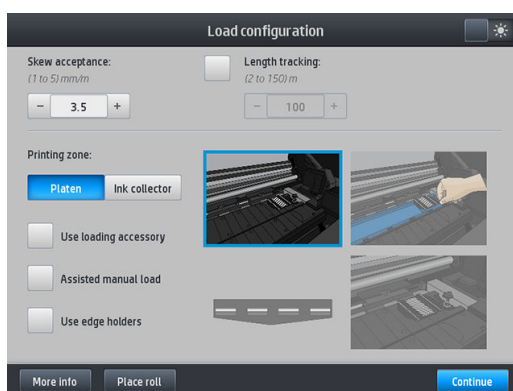 Load configuration
Skew acceptance:
(1 to 5) mm/m
Length tracking:
(2 to 150) m
− 3.5 +
− 100 +
Printing zone:
Platen Ink collector
Use loading accessory
Assisted manual load
Use edge holders
More info Place roll Continue